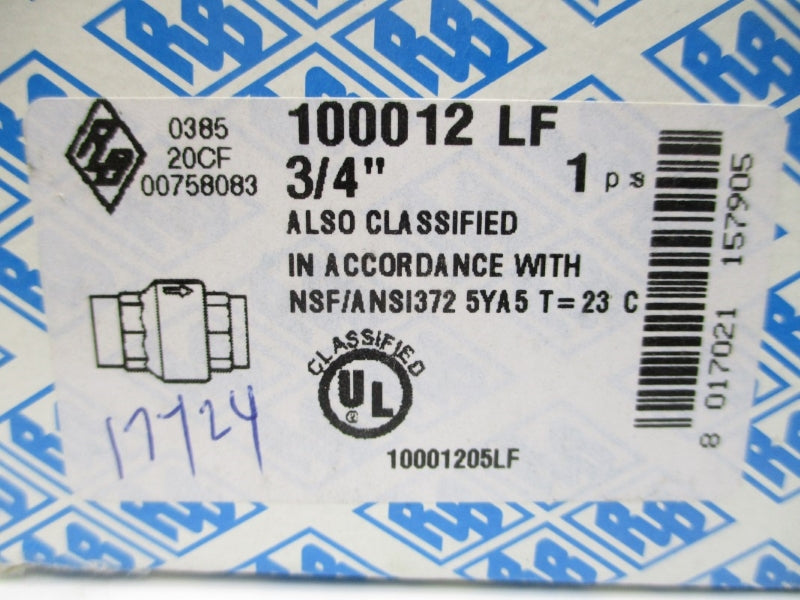 RB
0385
20CF
00758083
100012 LF
3/4"
1 ps
ALSO CLASSIFIED
IN ACCORDANCE WITH
NSF/ANSI372 5YA5 T=23 C
CLASSIFIED
UL
10001205LF
8 017021 157905
17724